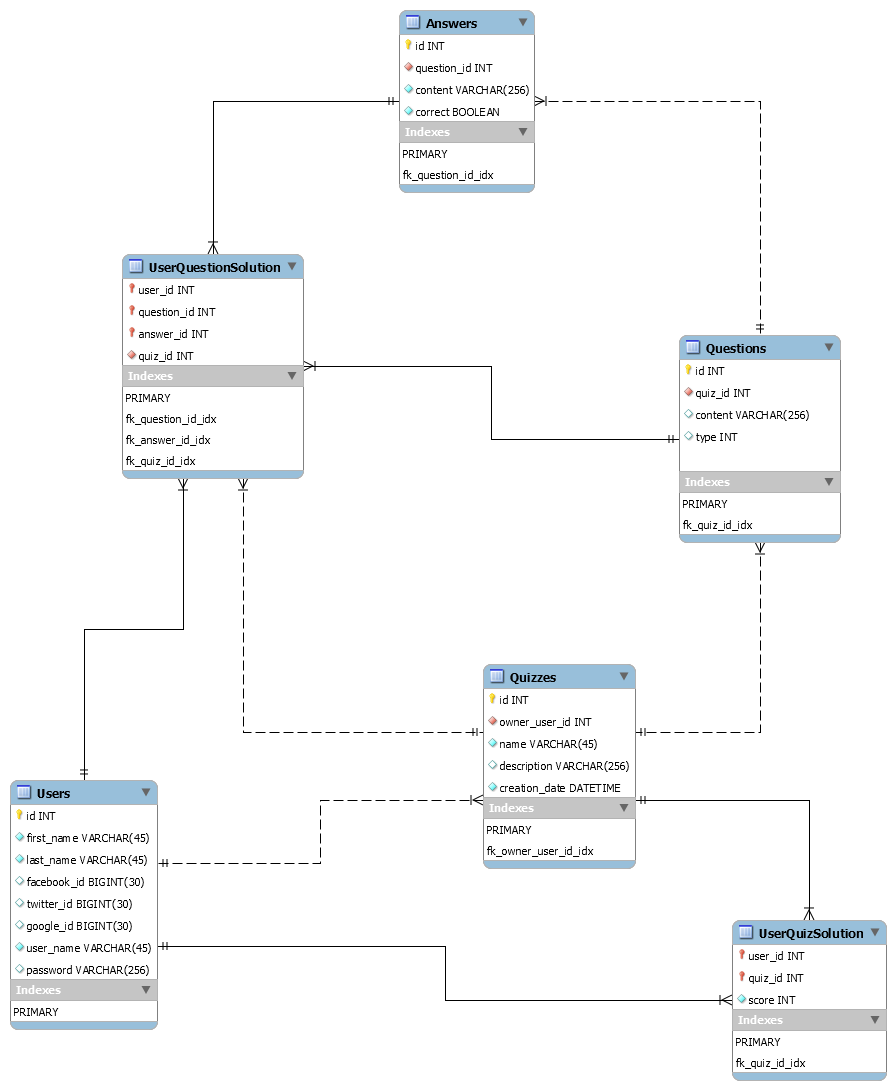 Answers
id INT
question_id INT
content VARCHAR(256)
correct BOOLEAN
Indexes
PRIMARY
fk_question_id_idx
UserQuestionSolution
user_id INT
question_id INT
answer_id INT
quiz_id INT
Indexes
PRIMARY
fk_question_id_idx
fk_answer_id_idx
fk_quiz_id_idx
Questions
id INT
quiz_id INT
content VARCHAR(256)
type INT
Indexes
PRIMARY
fk_quiz_id_idx
Quizzes
id INT
owner_user_id INT
name VARCHAR(45)
description VARCHAR(256)
creation_date DATETIME
Indexes
PRIMARY
fk_owner_user_id_idx
Users
id INT
first_name VARCHAR(45)
last_name VARCHAR(45)
facebook_id BIGINT(30)
twitter_id BIGINT(30)
google_id BIGINT(30)
user_name VARCHAR(45)
password VARCHAR(256)
Indexes
PRIMARY
UserQuizSolution
user_id INT
quiz_id INT
score INT
Indexes
PRIMARY
fk_quiz_id_idx